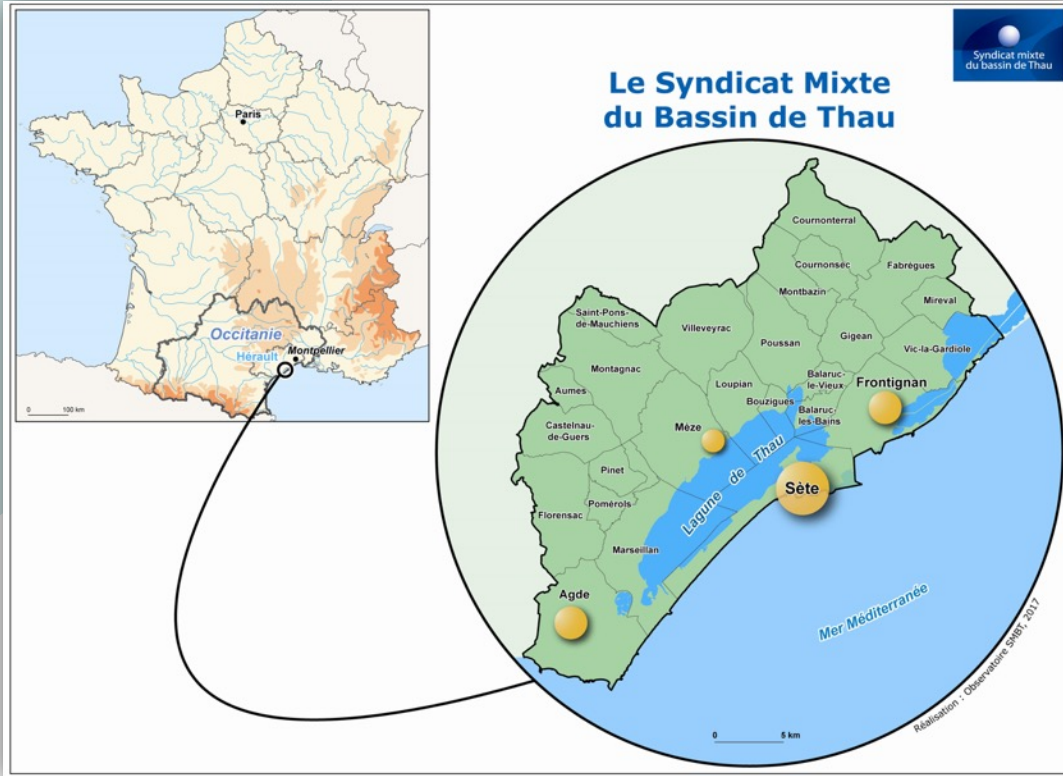 Syndicat mixte
du bassin de Thau
Le Syndicat Mixte
du Bassin de Thau
Paris
Occitanie
Hérault
Montpellier
0 100 km
Cournonterral
Cournonsec
Fabrègues
Montbazin
Mireval
Saint-Pons-
de-Mauchiens
Villeveyrac
Gigean
Poussan
Vic-la-Gardiole
Montagnac
Balaruc-
le-Vieux
Loupian
Frontignan
Aumes
Bouzigues
Balaruc-
les-Bains
Castelnau-
de-Guers
Mèze
Lagune de Thau
Pinet
Sète
Pomérols
Florensac
Marseillan
Agde
Mer Méditerranée
Réalisation : Observatoire SMBT, 2017
0 5 km